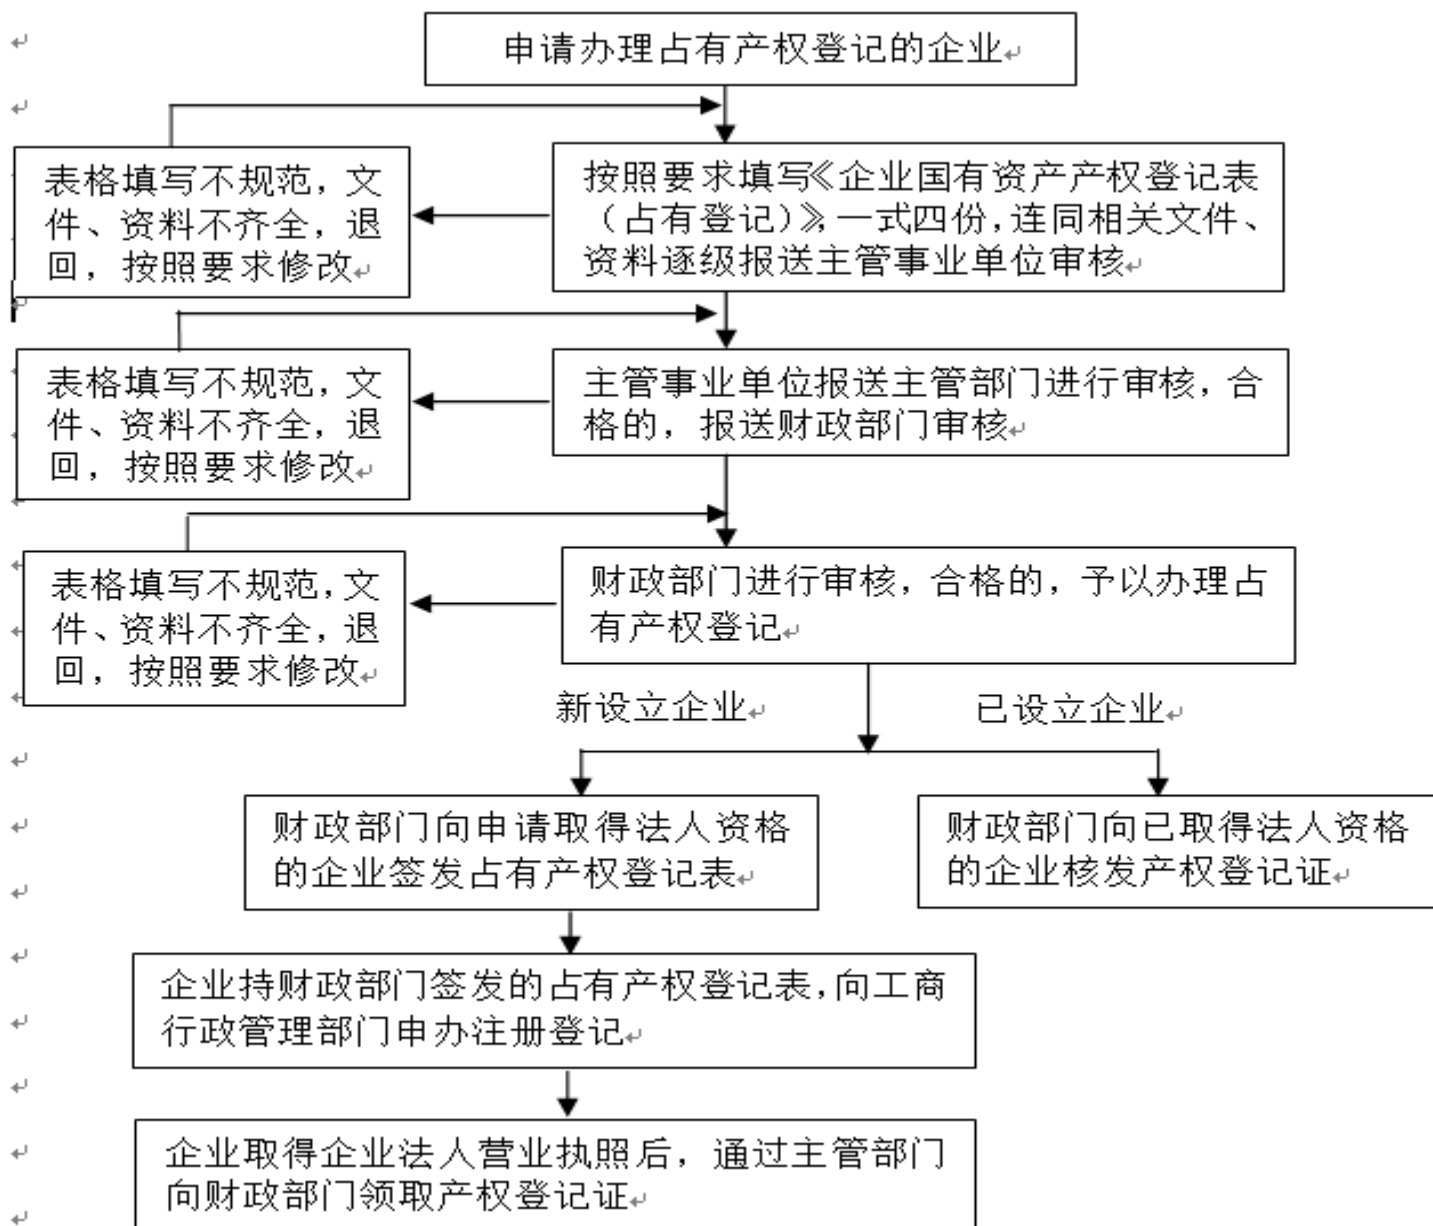 申请办理占有产权登记的企业
表格填写不规范，文
件、资料不齐全，退
回，按照要求修改
按照要求填写《企业国有资产产权登记表
（占有登记）》，一式四份，连同相关文件、
资料逐级报送主管事业单位审核
表格填写不规范，文
件、资料不齐全，退
回，按照要求修改
主管事业单位报送主管部门进行审核，合
格的，报送财政部门审核
表格填写不规范，文
件、资料不齐全，退
回，按照要求修改
财政部门进行审核，合格的，予以办理占
有产权登记
新设立企业
已设立企业
财政部门向申请取得法人资格
的企业签发占有产权登记表
财政部门向已取得法人资格
的企业核发产权登记证
企业持财政部门签发的占有产权登记表，向工商
行政管理部门申办注册登记
企业取得企业法人营业执照后，通过主管部门
向财政部门领取产权登记证